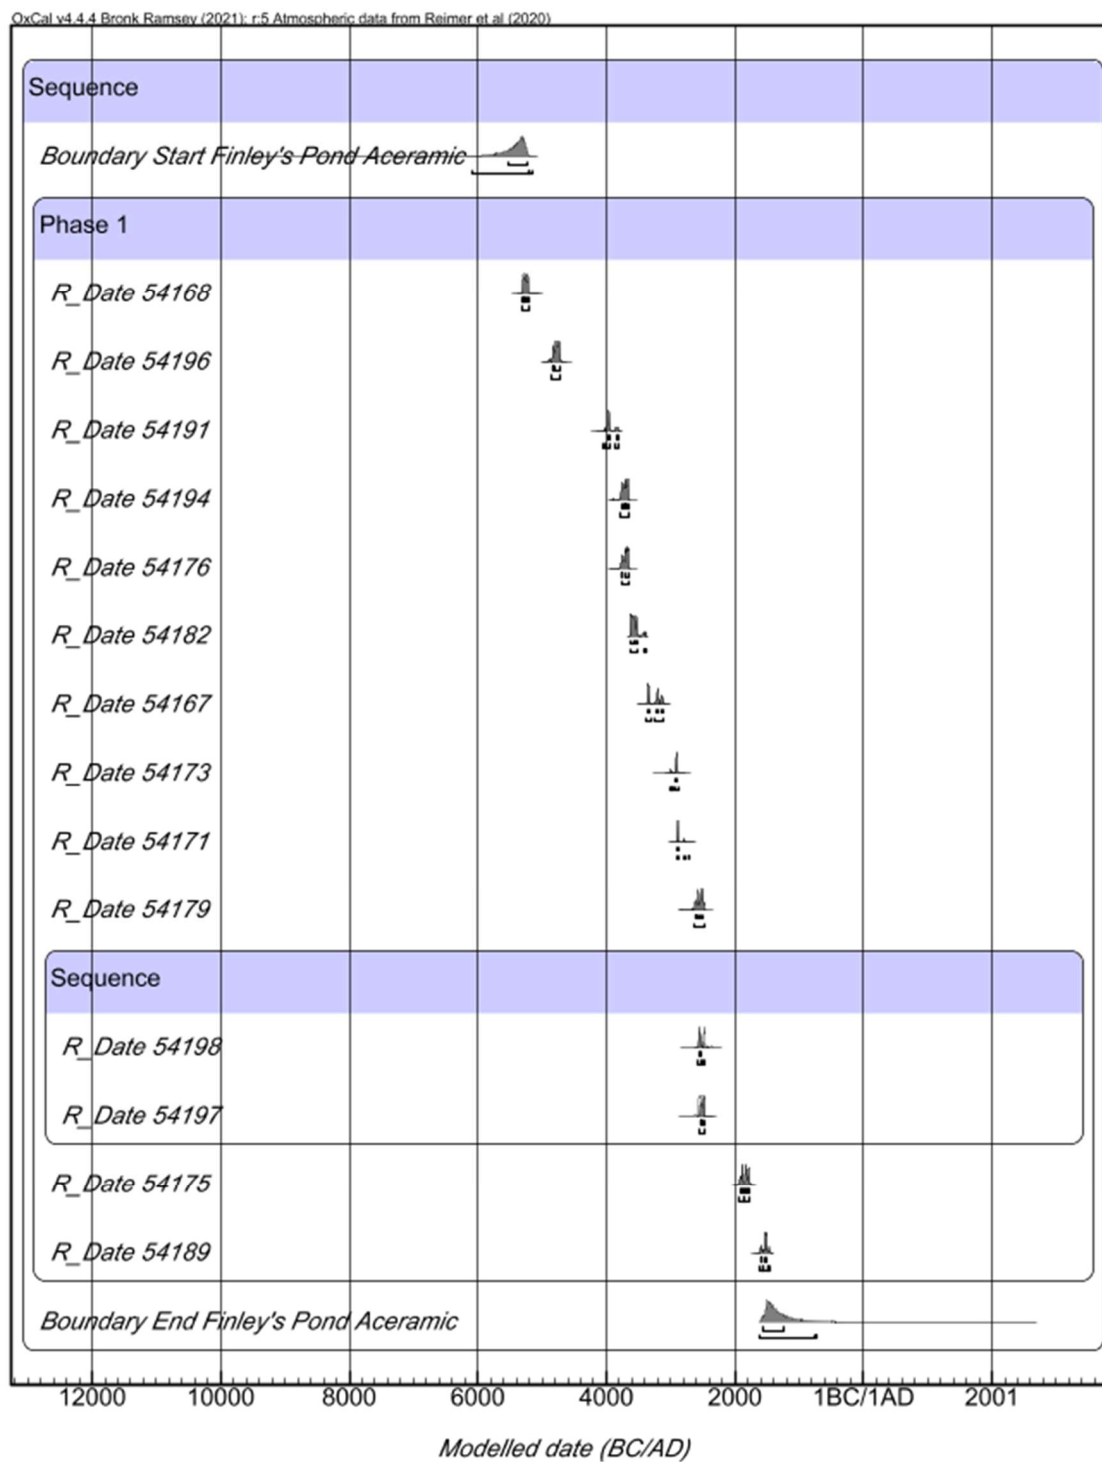 OxCal v4.4.4 Bronk Ramsey (2021); r:5 Atmospheric data from Reimer et al (2020)
Sequence
Boundary Start Finley's Pond Aceramic
Phase 1
R_Date 54168
R_Date 54196
R_Date 54191
R_Date 54194
R_Date 54176
R_Date 54182
R_Date 54167
R_Date 54173
R_Date 54171
R_Date 54179
Sequence
R_Date 54198
R_Date 54197
R_Date 54175
R_Date 54189
Boundary End Finley's Pond Aceramic
12000 10000 8000 6000 4000 2000 1BC/1AD 2001
Modelled date (BC/AD)